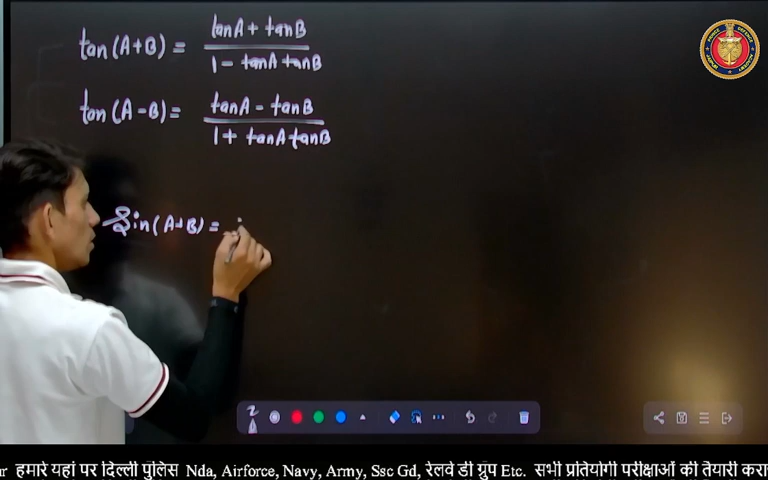 tan(A+B) = tanA + tanB / 1 - tanA tanB
tan(A-B) = tanA - tanB / 1 + tanA tanB
Sin(A+B) =
r हमारे यहां पर दिल्ली पुलिस Nda, Airforce, Navy, Army, Ssc Gd, रेलवे डी ग्रुप Etc. सभी प्रतियोगी परीक्षाओं की तैयारी करा